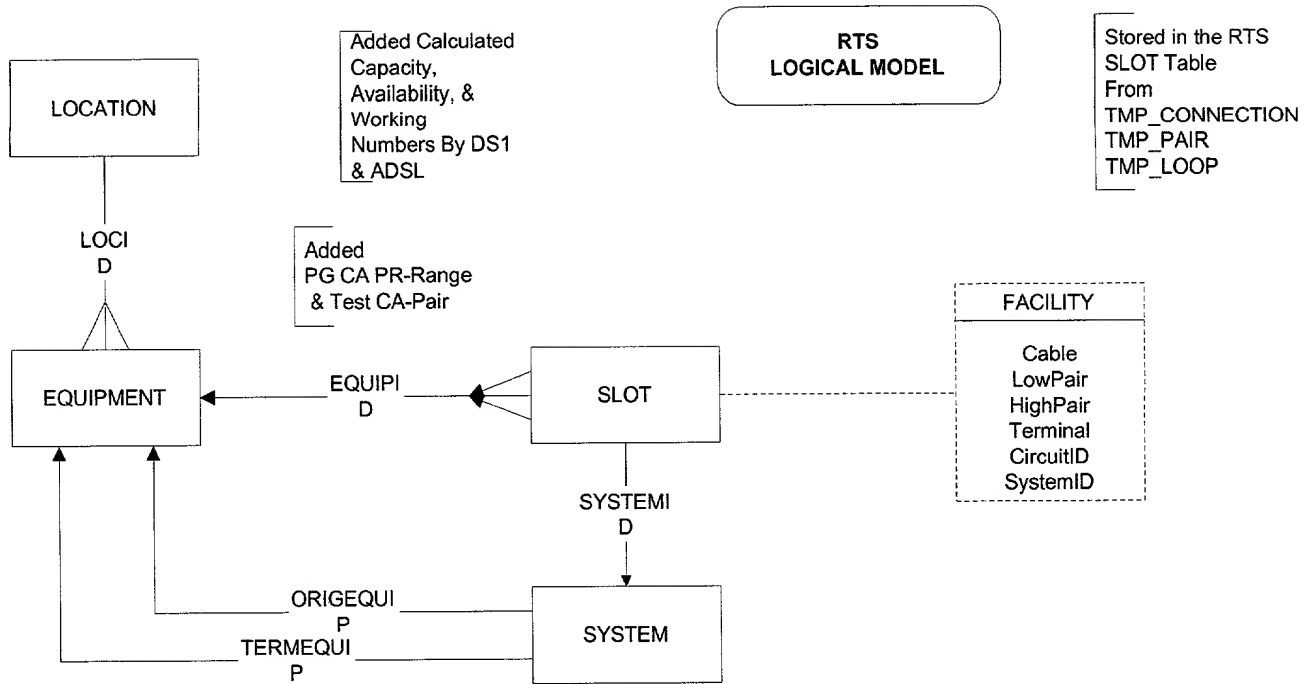 RTS
LOGICAL MODEL
LOCATION
Added Calculated
Capacity,
Availability, &
Working
Numbers By DS1
& ADSL
Stored in the RTS
SLOT Table
From
TMP_CONNECTION
TMP_PAIR
TMP_LOOP
LOCI
D
Added
PG CA PR-Range
& Test CA-Pair
EQUIPMENT
EQUIPI
D
SLOT
FACILITY
Cable
LowPair
HighPair
Terminal
CircuitID
SystemID
SYSTEMI
D
ORIGEQUI
P
TERMEQUI
P
SYSTEM